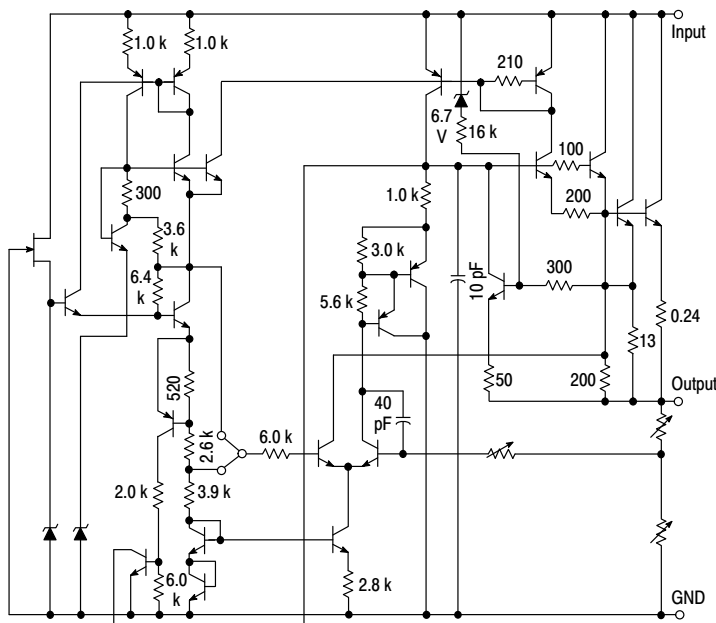 Input
1.0 k
1.0 k
210
6.7
V
16 k
100
300
1.0 k
200
3.6
k
3.0 k
10 pF
300
6.4
k
5.6 k
0.24
13
520
50
200
Output
40
pF
2.6 k
6.0 k
2.0 k
3.9 k
6.0
k
2.8 k
GND